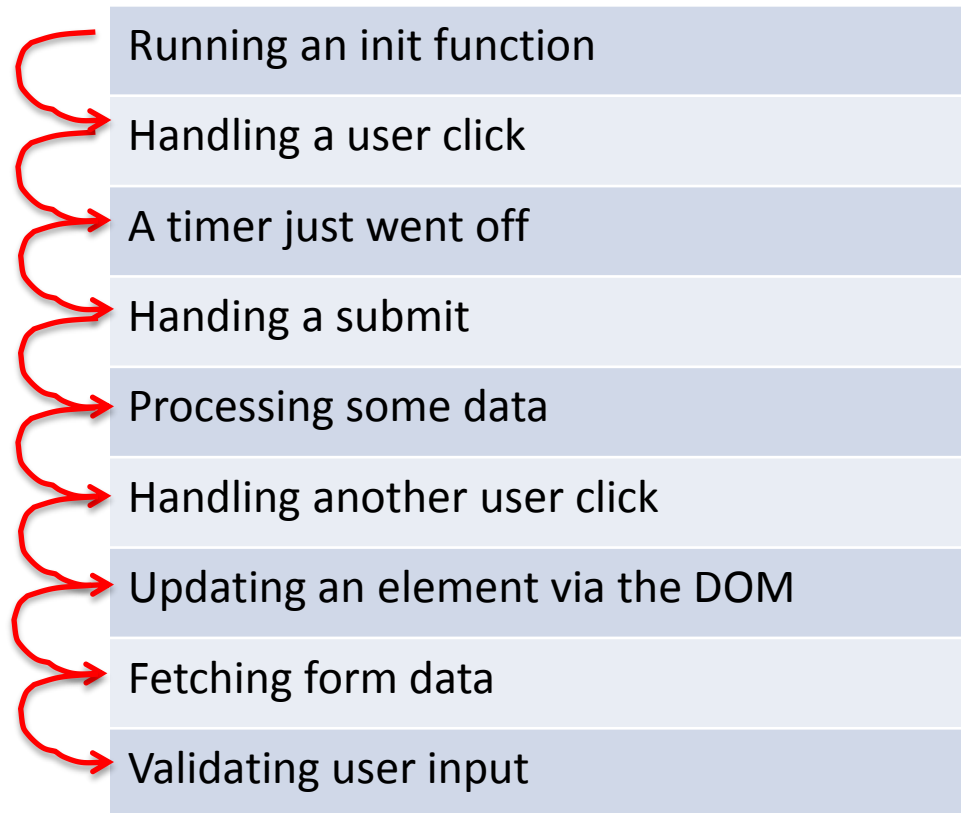 Running an init function
Handling a user click
A timer just went off
Handing a submit
Processing some data
Handling another user click
Updating an element via the DOM
Fetching form data
Validating user input